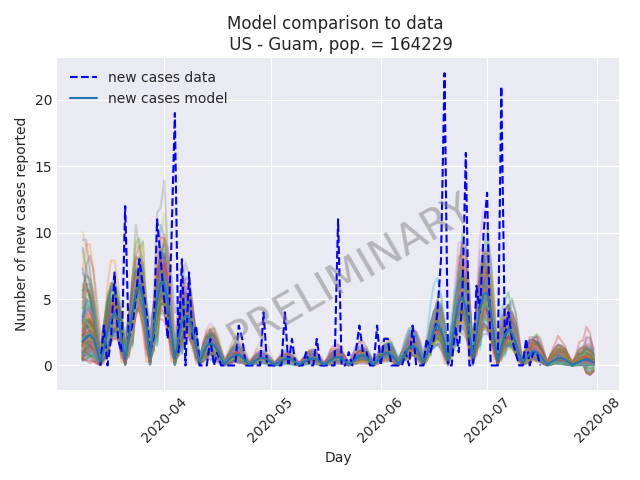 Model comparison to data
US - Guam, pop. = 164229
new cases data
new cases model
Number of new cases reported
20
15
10
5
0
PRELIMINARY
2020-04
2020-05
2020-06
2020-07
2020-08
Day